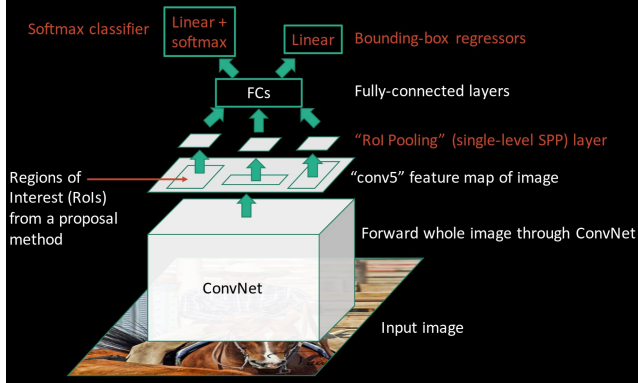 Softmax classifier
Linear +
softmax
Linear
Bounding-box regressors
FCs
Fully-connected layers
“RoI Pooling” (single-level SPP) layer
Regions of
Interest (RoIs)
from a proposal
method
“conv5” feature map of image
Forward whole image through ConvNet
ConvNet
Input image